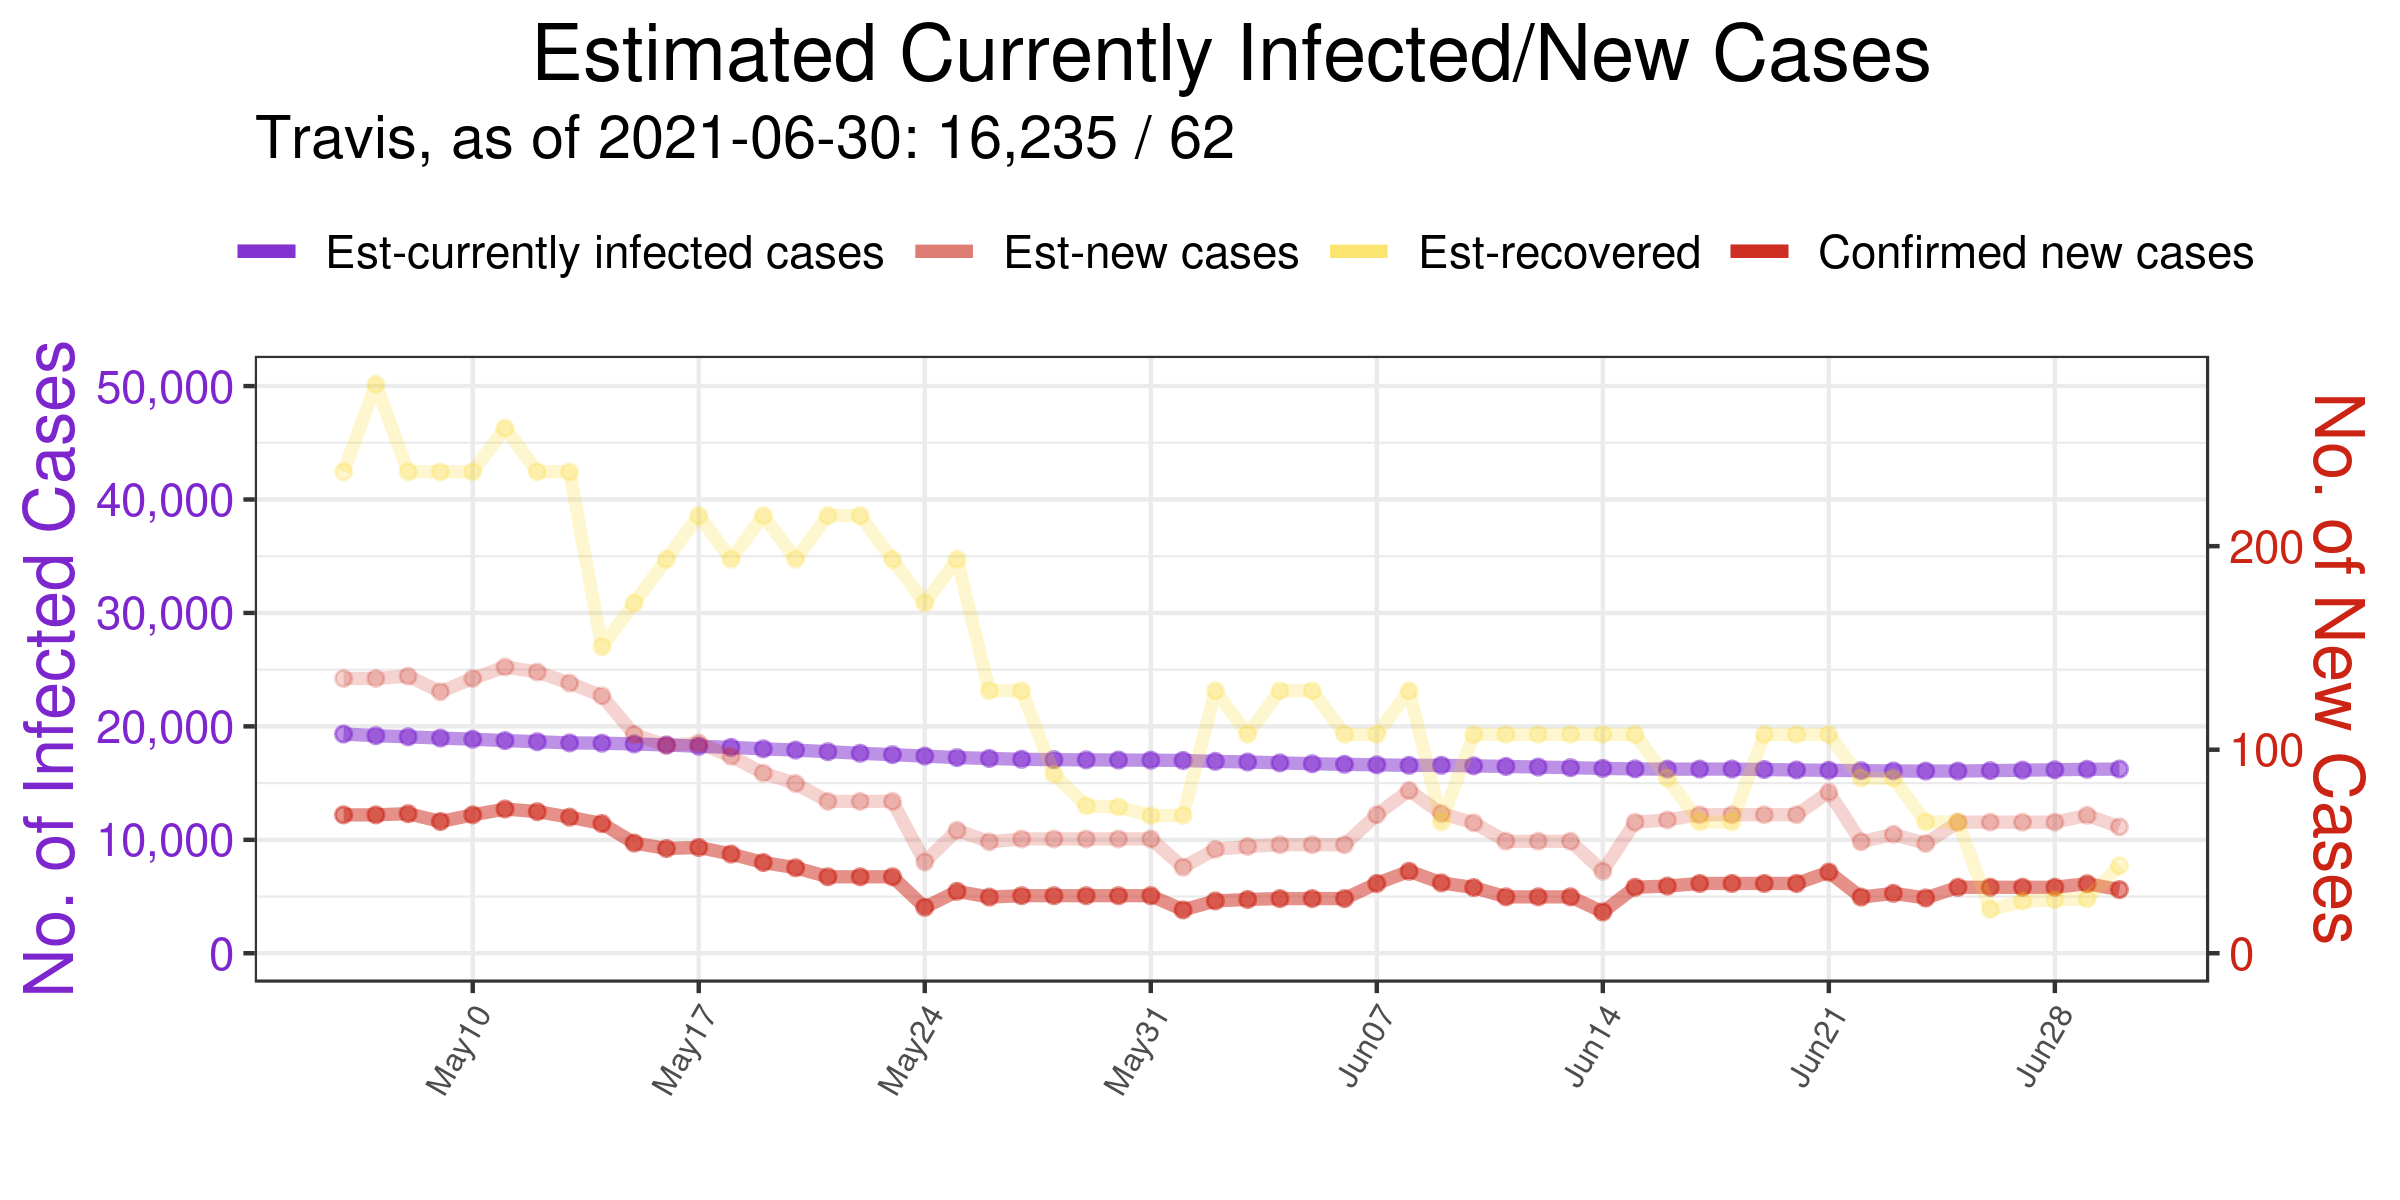 Estimated Currently Infected/New Cases
Travis, as of 2021-06-30: 16,235 / 62
Est-currently infected cases Est-new cases Est-recovered Confirmed new cases
No. of Infected Cases
50,000
40,000
30,000
20,000
10,000
0
200
100
0
No. of New Cases
May10 May17 May24 May31 Jun07 Jun14 Jun21 Jun28